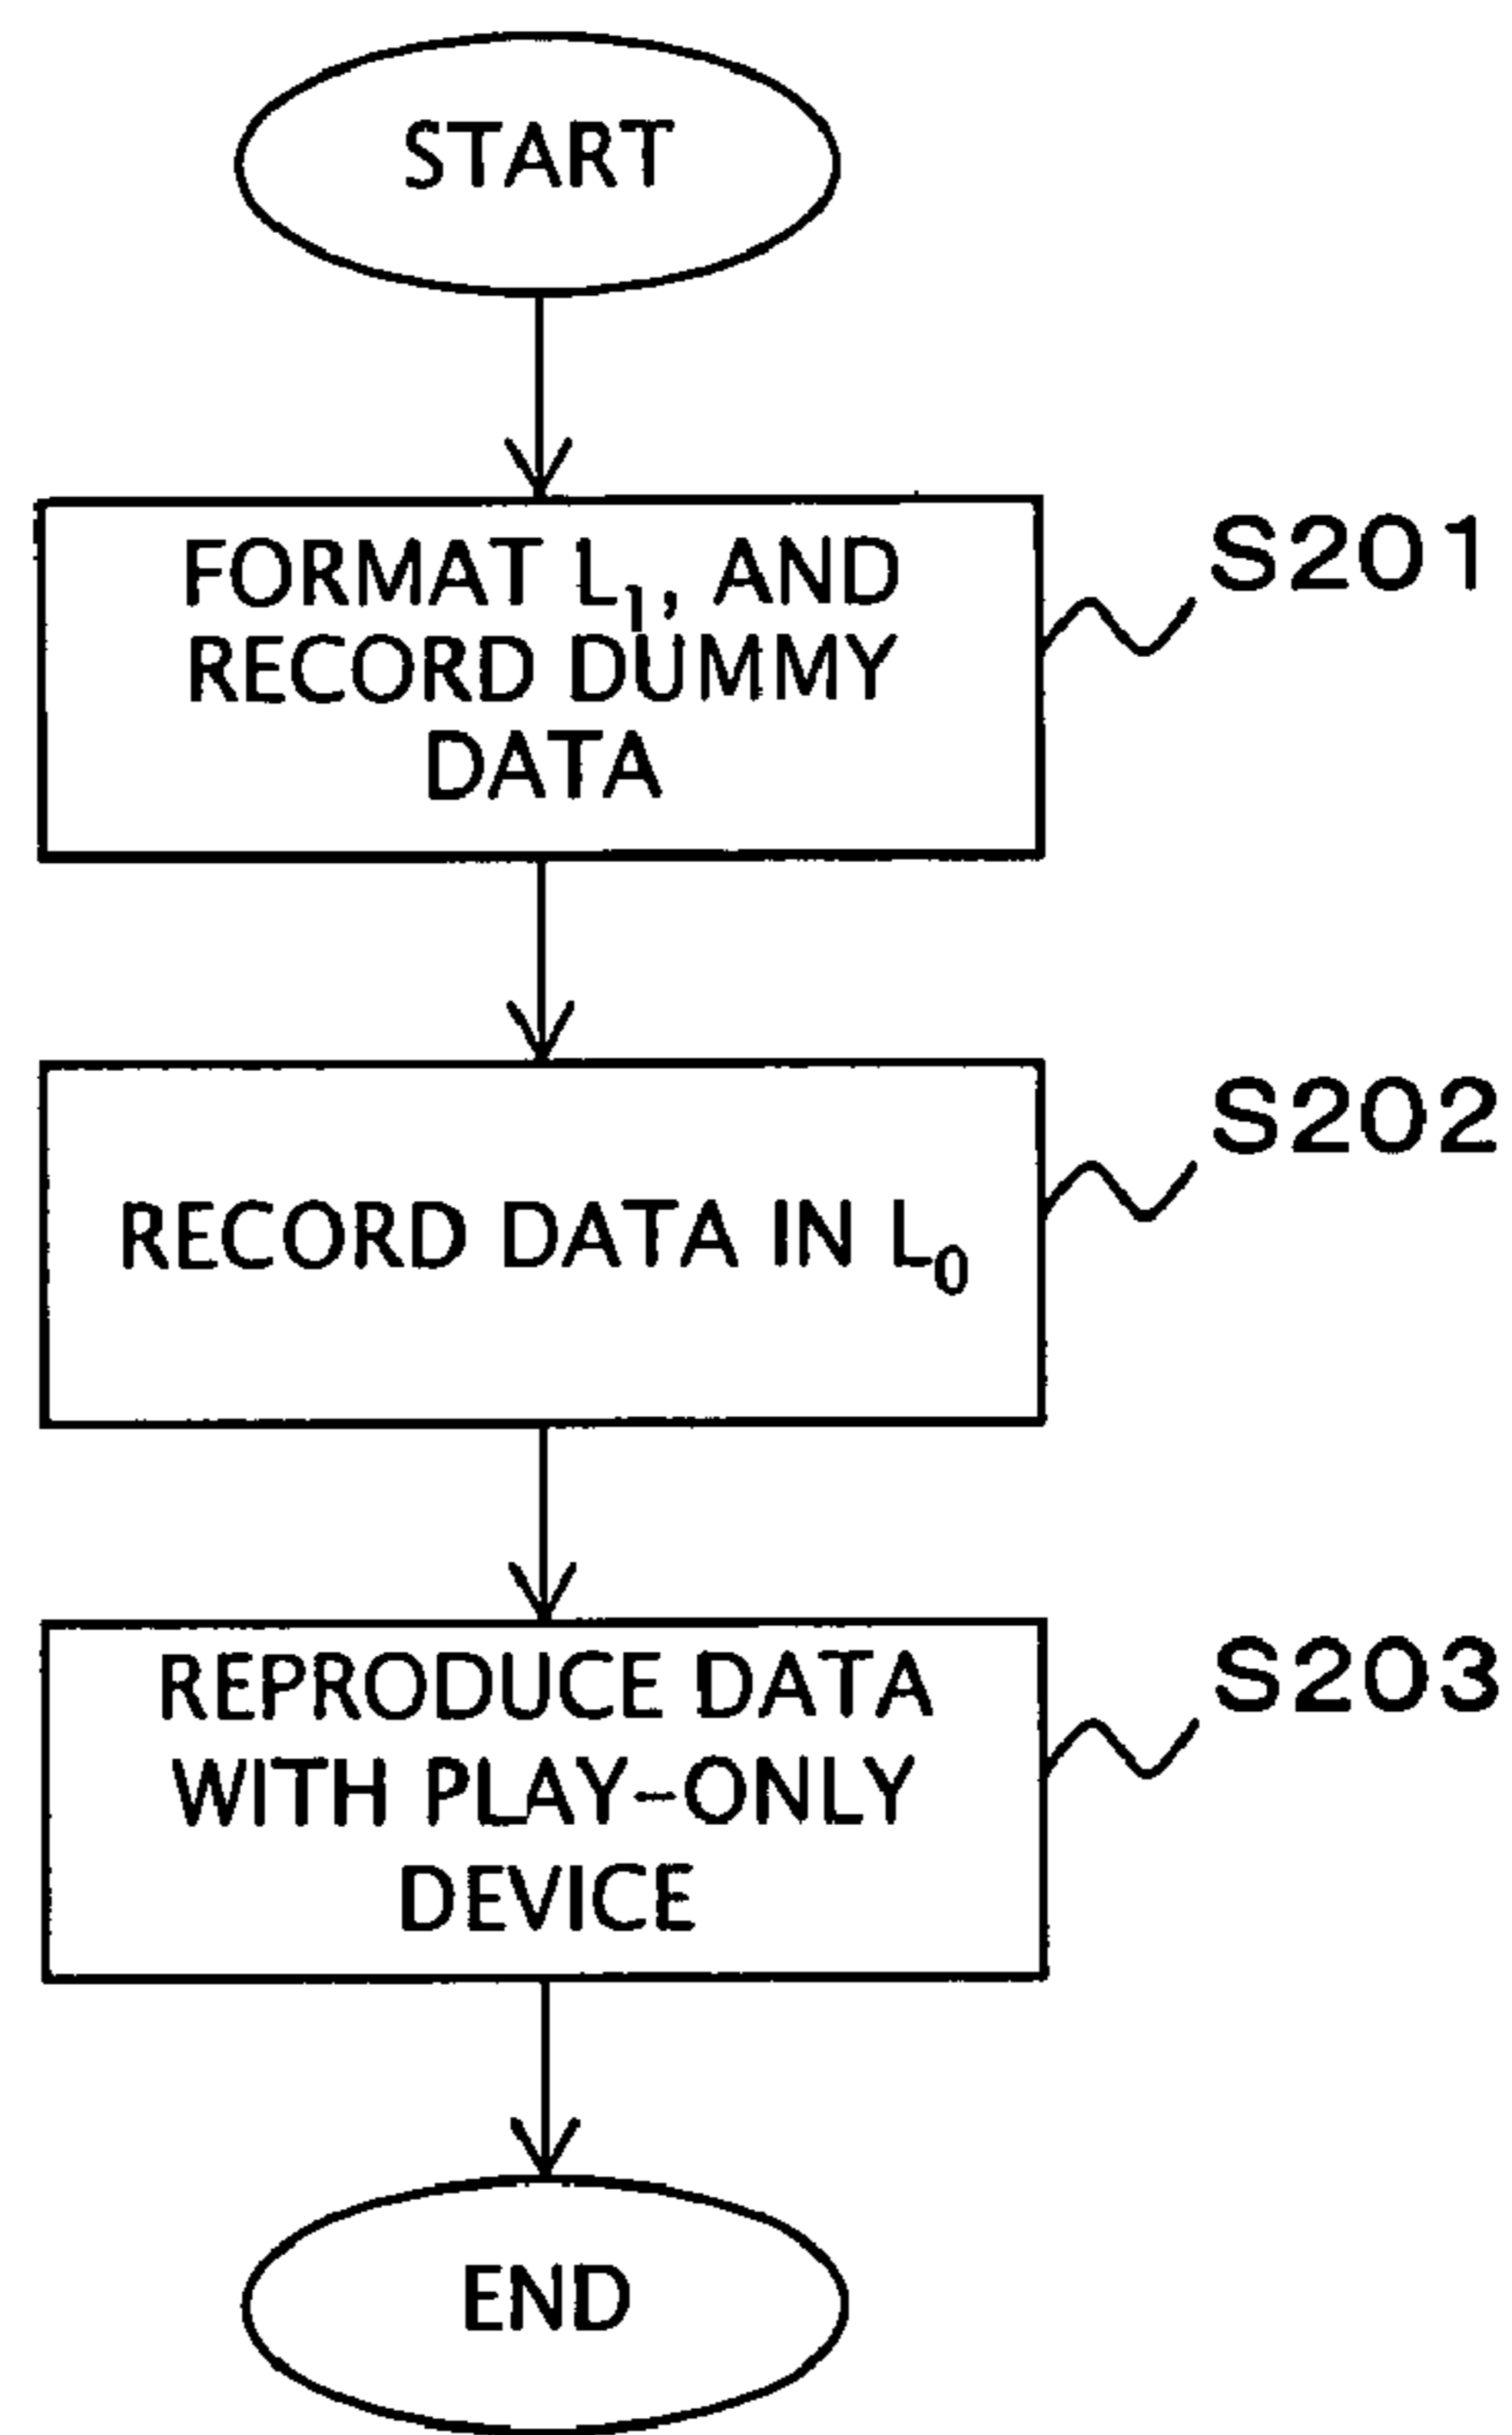 START
FORMAT L₁, AND
RECORD DUMMY
DATA
S201
RECORD DATA IN L₀
S202
REPRODUCE DATA
WITH PLAY-ONLY
DEVICE
S203
END